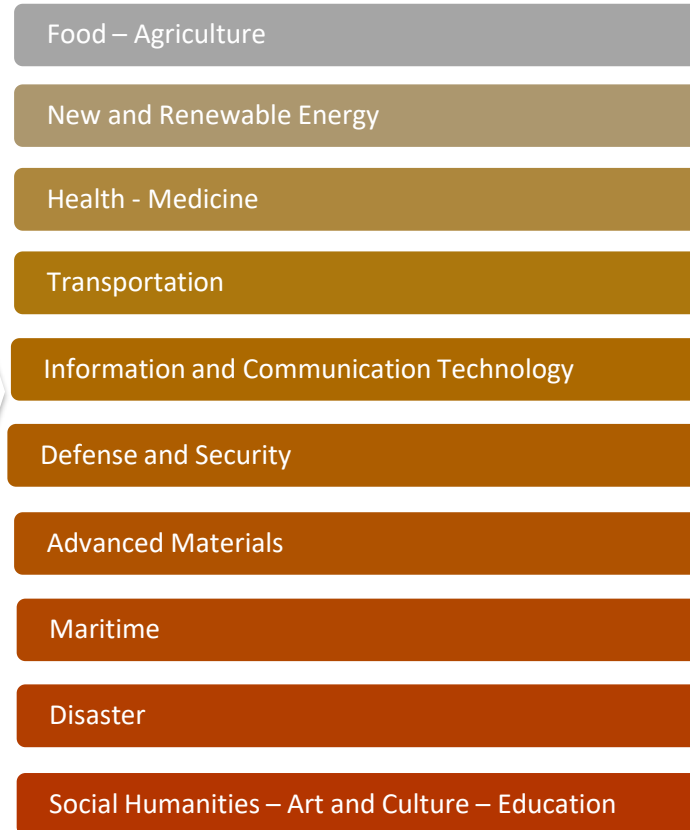 Food – Agriculture
New and Renewable Energy
Health - Medicine
Transportation
Information and Communication Technology
Defense and Security
Advanced Materials
Maritime
Disaster
Social Humanities – Art and Culture – Education